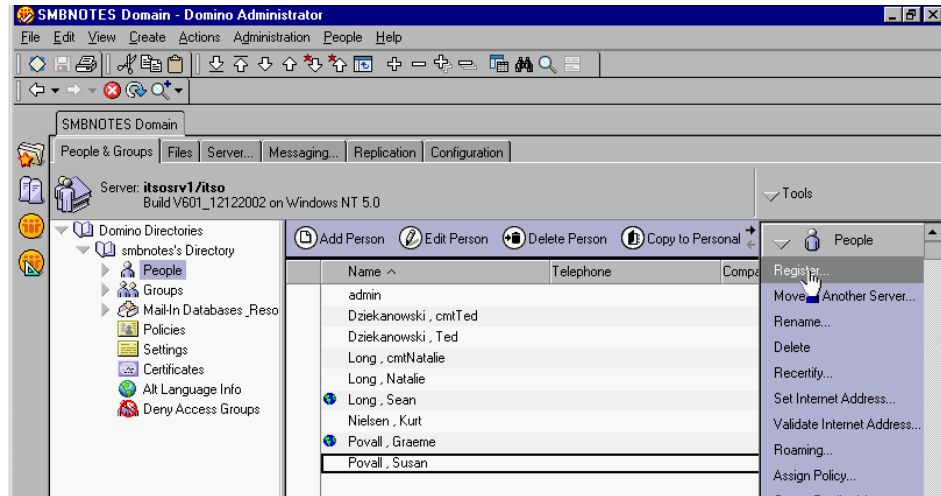 SMBNOTES Domain - Domino Administrator
File Edit View Create Actions Administration People Help
SMBNOTES Domain
People & Groups Files Server... Messaging... Replication Configuration
Server: itsosrv1/itso
Build V601_12122002 on Windows NT 5.0
Tools
Domino Directories
smbnotes's Directory
People
Groups
Mail-In Databases _Reso
Policies
Settings
Certificates
Alt Language Info
Deny Access Groups
Add Person Edit Person Delete Person Copy to Personal
Name Telephone Compa
admin
Dziekanowski , cmtTed
Dziekanowski , Ted
Long , cmtNatalie
Long , Natalie
Long , Sean
Nielsen , Kurt
Povall , Graeme
Povall , Susan
People
Register...
Move Another Server...
Rename...
Delete
Recertify...
Set Internet Address...
Validate Internet Address...
Roaming...
Assign Policy...